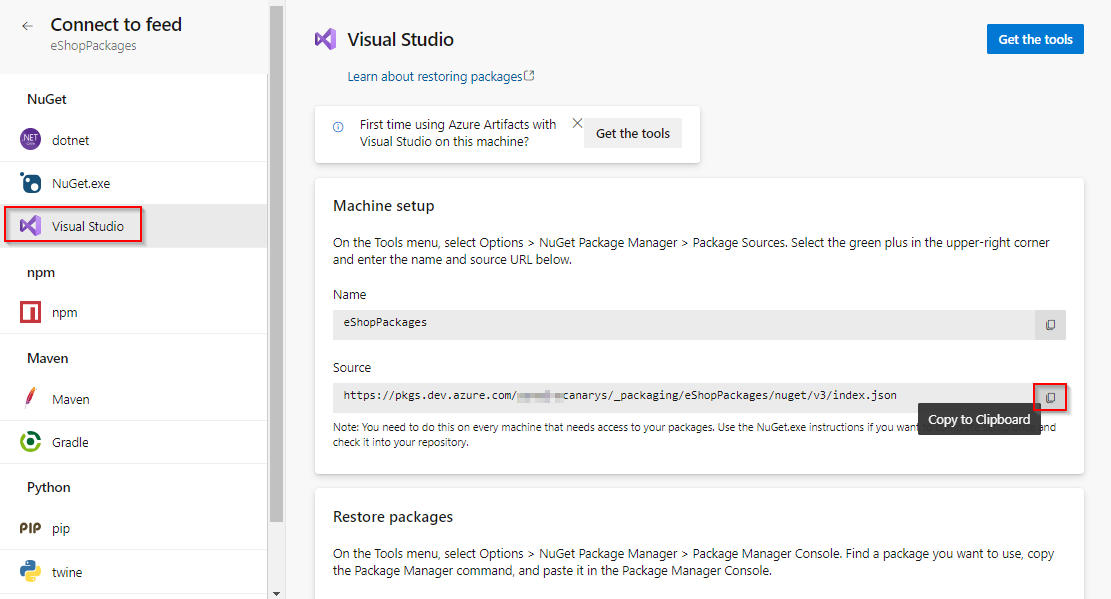 Connect to feed
eShopPackages
NuGet
.NET
dotnet
NuGet.exe
Visual Studio
npm
npm
Maven
Maven
Gradle
Python
PIP pip
twine
Visual Studio
Get the tools
Learn about restoring packages
First time using Azure Artifacts with
Visual Studio on this machine?
Get the tools
Machine setup
On the Tools menu, select Options > NuGet Package Manager > Package Sources. Select the green plus in the upper-right corner
and enter the name and source URL below.
Name
eShopPackages
Source
https://pkgs.dev.azure.com/ canarys/_packaging/eShopPackages/nuget/v3/index.json
Copy to Clipboard
Note: You need to do this on every machine that needs access to your packages. Use the NuGet.exe instructions if you want and
check it into your repository.
Restore packages
On the Tools menu, select Options > NuGet Package Manager > Package Manager Console. Find a package you want to use, copy
the Package Manager command, and paste it in the Package Manager Console.